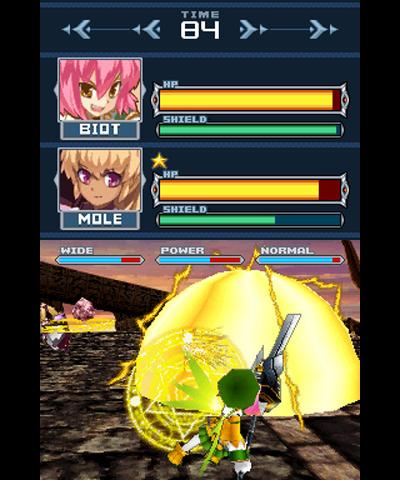 TIME
84
HP
BIOT
SHIELD
HP
MOLE
SHIELD
WIDE POWER NORMAL